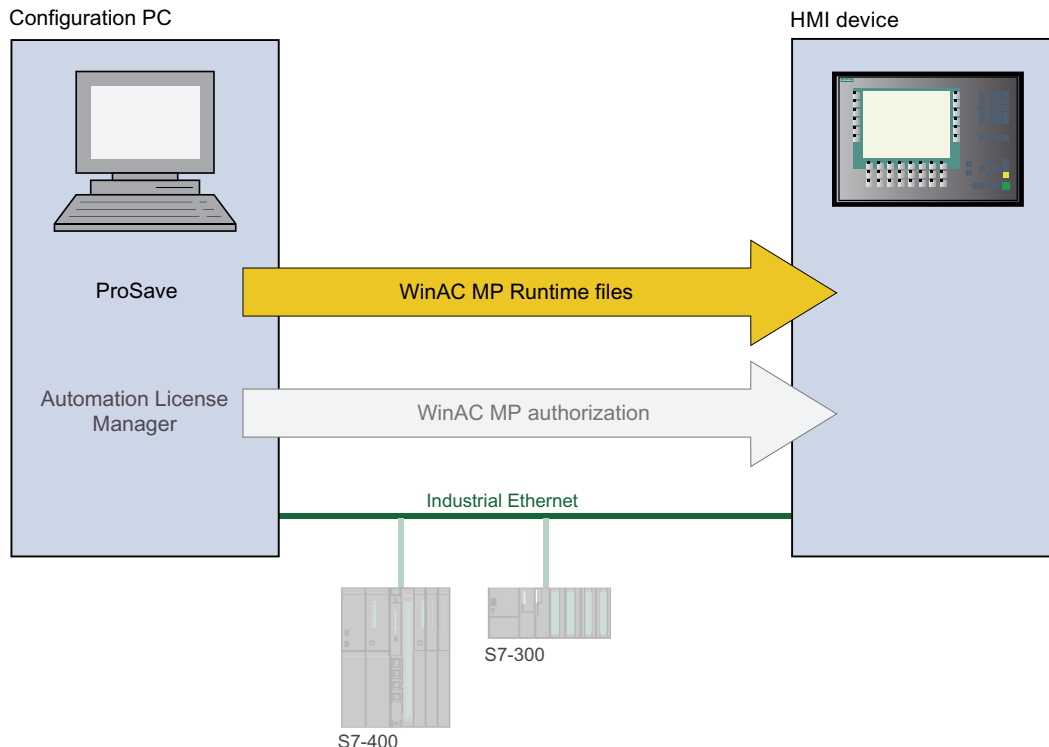 Configuration PC
HMI device
ProSave
WinAC MP Runtime files
Automation License
Manager
WinAC MP authorization
Industrial Ethernet
S7-300
S7-400